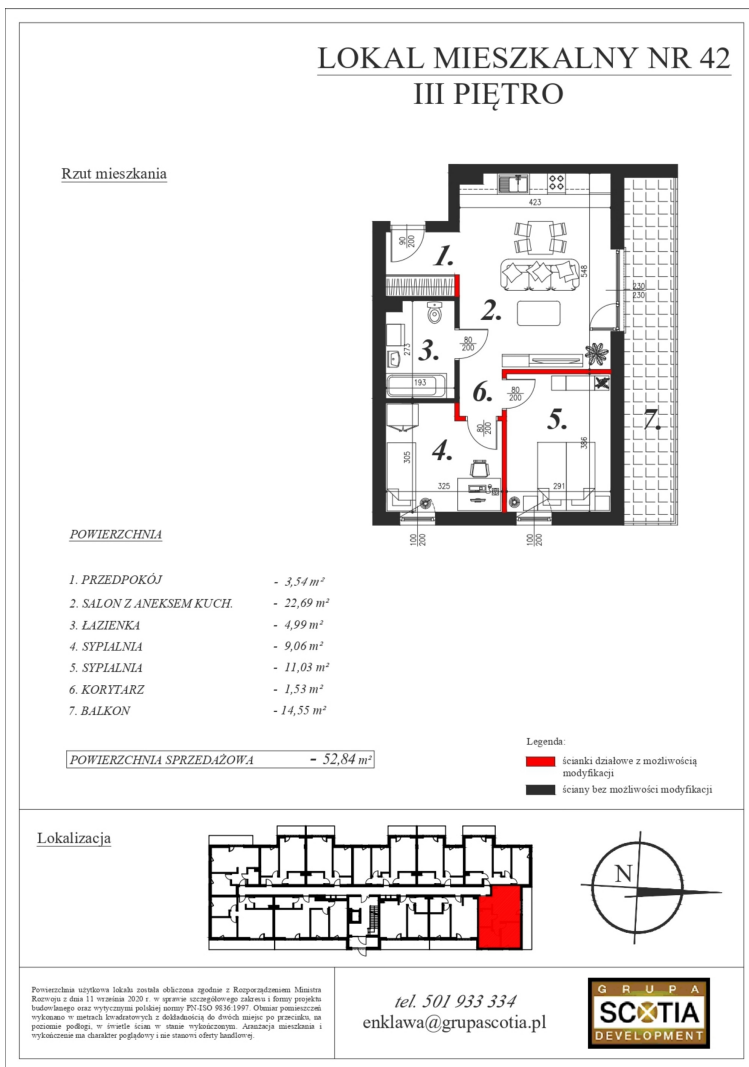 LOKAL MIESZKALNY NR 42
III PIĘTRO
Rzut mieszkania
423
90
200
1.
548
230
230
2.
3.
273
80
200
193
6.
80
200
5.
7.
80
200
4.
386
305
325
291
100
200
100
200
POWIERZCHNIA
1. PRZEDPOKÓJ - 3,54 m²
2. SALON Z ANEKSEM KUCH. - 22,69 m²
3. ŁAZIENKA - 4,99 m²
4. SYPIALNIA - 9,06 m²
5. SYPIALNIA - 11,03 m²
6. KORYTARZ - 1,53 m²
7. BALKON - 14,55 m²
POWIERZCHNIA SPRZEDAŻOWA - 52,84 m²
Legenda:
ścianki działowe z możliwością
modyfikacji
ściany bez możliwości modyfikacji
Lokalizacja
N
Powierzchnia użytkowa lokalu została obliczona zgodnie z Rozporządzeniem Ministra
Rozwoju z dnia 11 września 2020 r. w sprawie szczegółowego zakresu i formy projektu
budowlanego oraz wytycznymi polskiej normy PN-ISO 9836:1997. Obmiar pomieszczeń
wykonano w metrach kwadratowych z dokładnością do dwóch miejsc po przecinku, na
poziomie podłogi, w świetle ścian w stanie wykończonym. Aranżacja mieszkania i
wykończenie ma charakter poglądowy i nie stanowi oferty handlowej.
tel. 501 933 334
enklawa@grupascotia.pl
GRUPA
SCOTIA
DEVELOPMENT